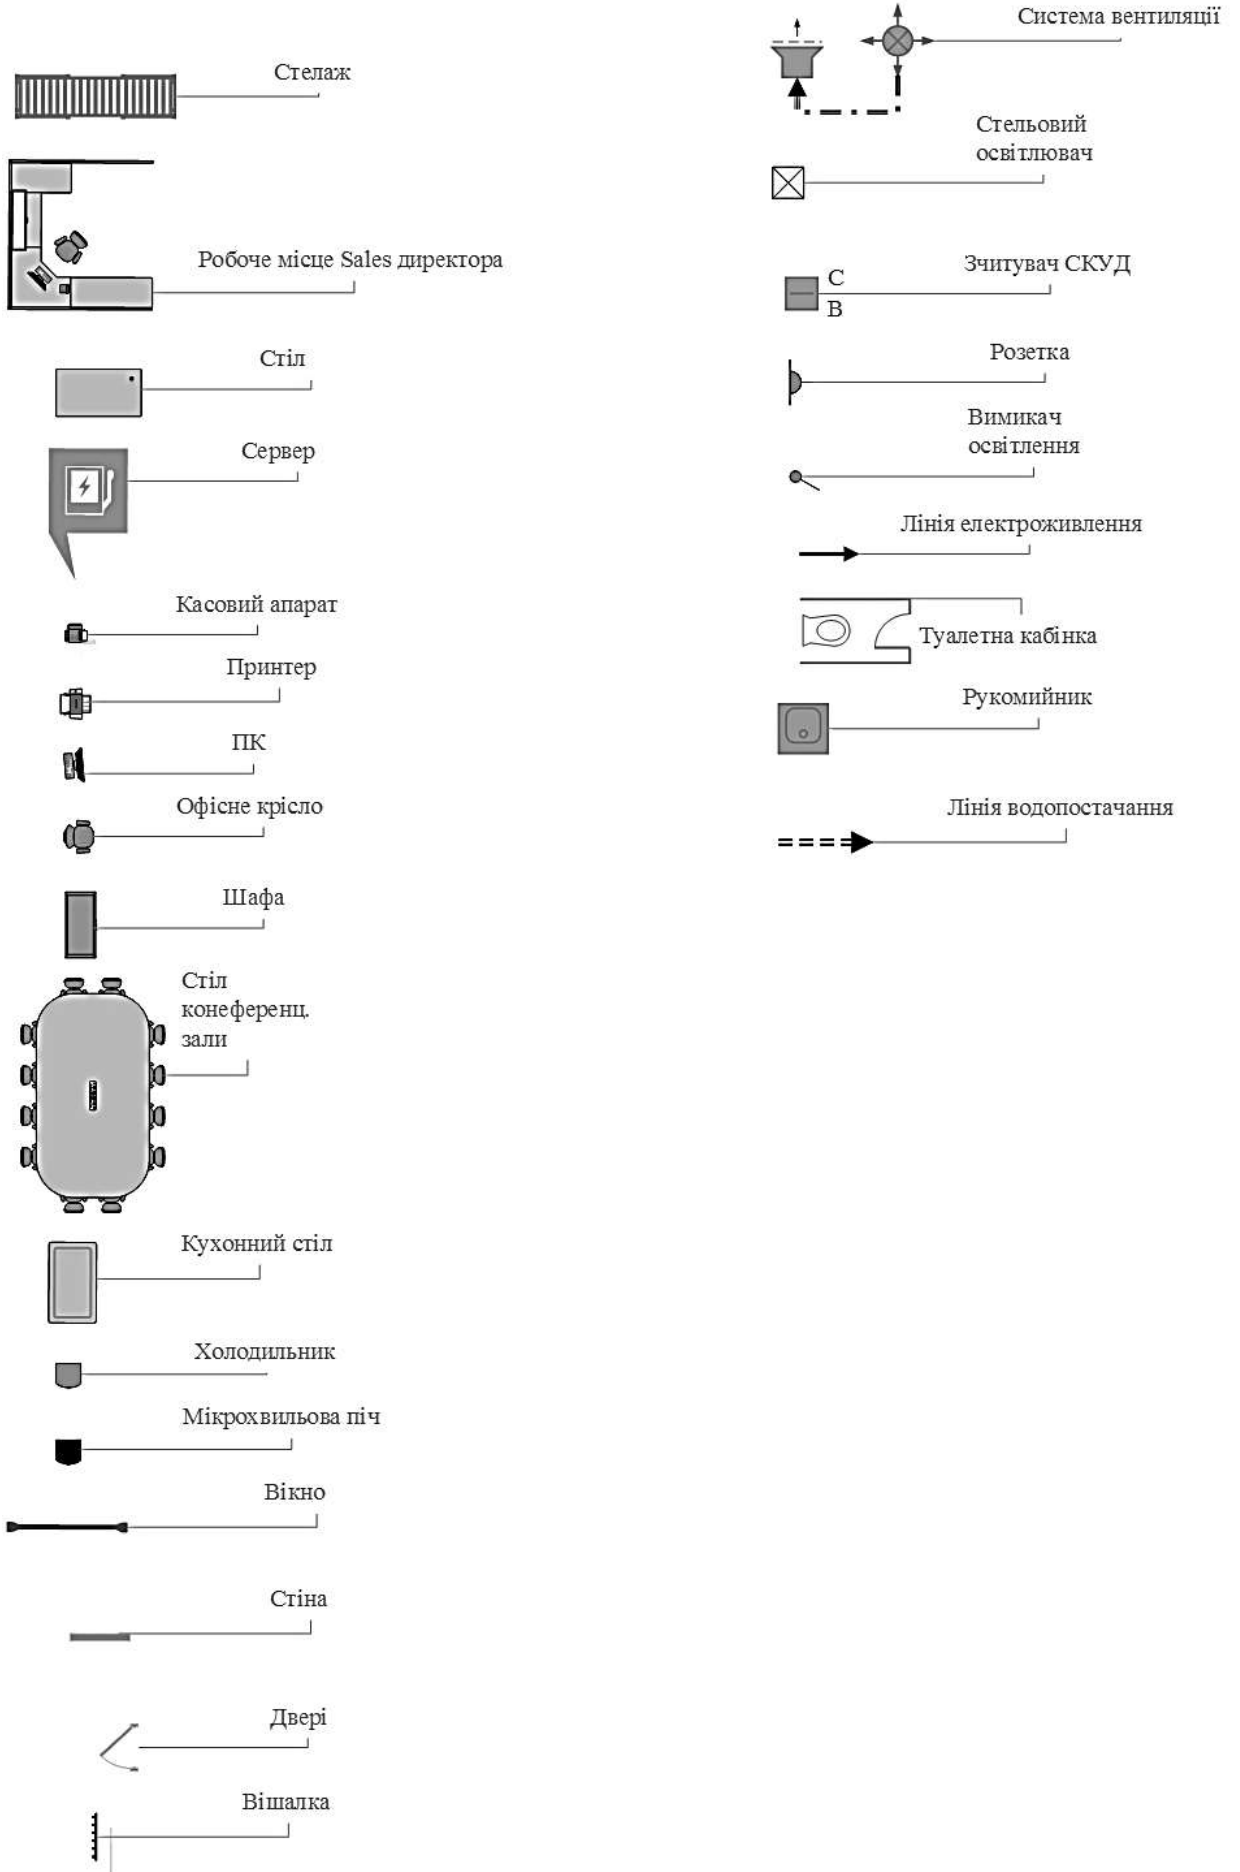 Стелаж
Робоче місце Sales директора
Стіл
Сервер
Касовий апарат
Принтер
ПК
Офісне крісло
Шафа
Стіл
конеференц.
зали
Кухонний стіл
Холодильник
Мікрохвильова піч
Вікно
Стіна
Двері
Вішалка
Система вентиляції
Стельовий
освітлювач
Зчитувач СКУД
С
В
Розетка
Вимикач
освітлення
Лінія електроживлення
Туалетна кабінка
Рукомийник
Лінія водопостачання